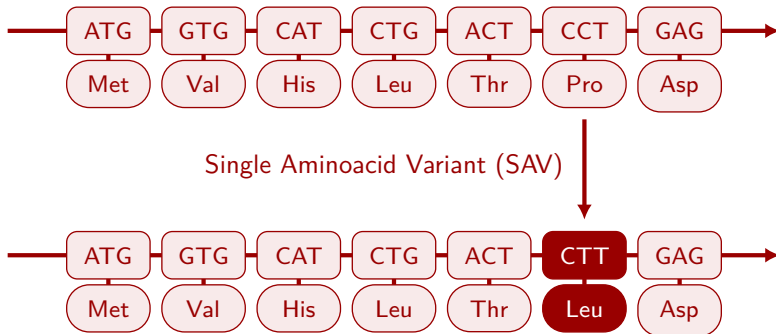 ATG GTG CAT CTG ACT CCT GAG
Met Val His Leu Thr Pro Asp
Single Aminoacid Variant (SAV)
ATG GTG CAT CTG ACT CTT GAG
Met Val His Leu Thr Leu Asp